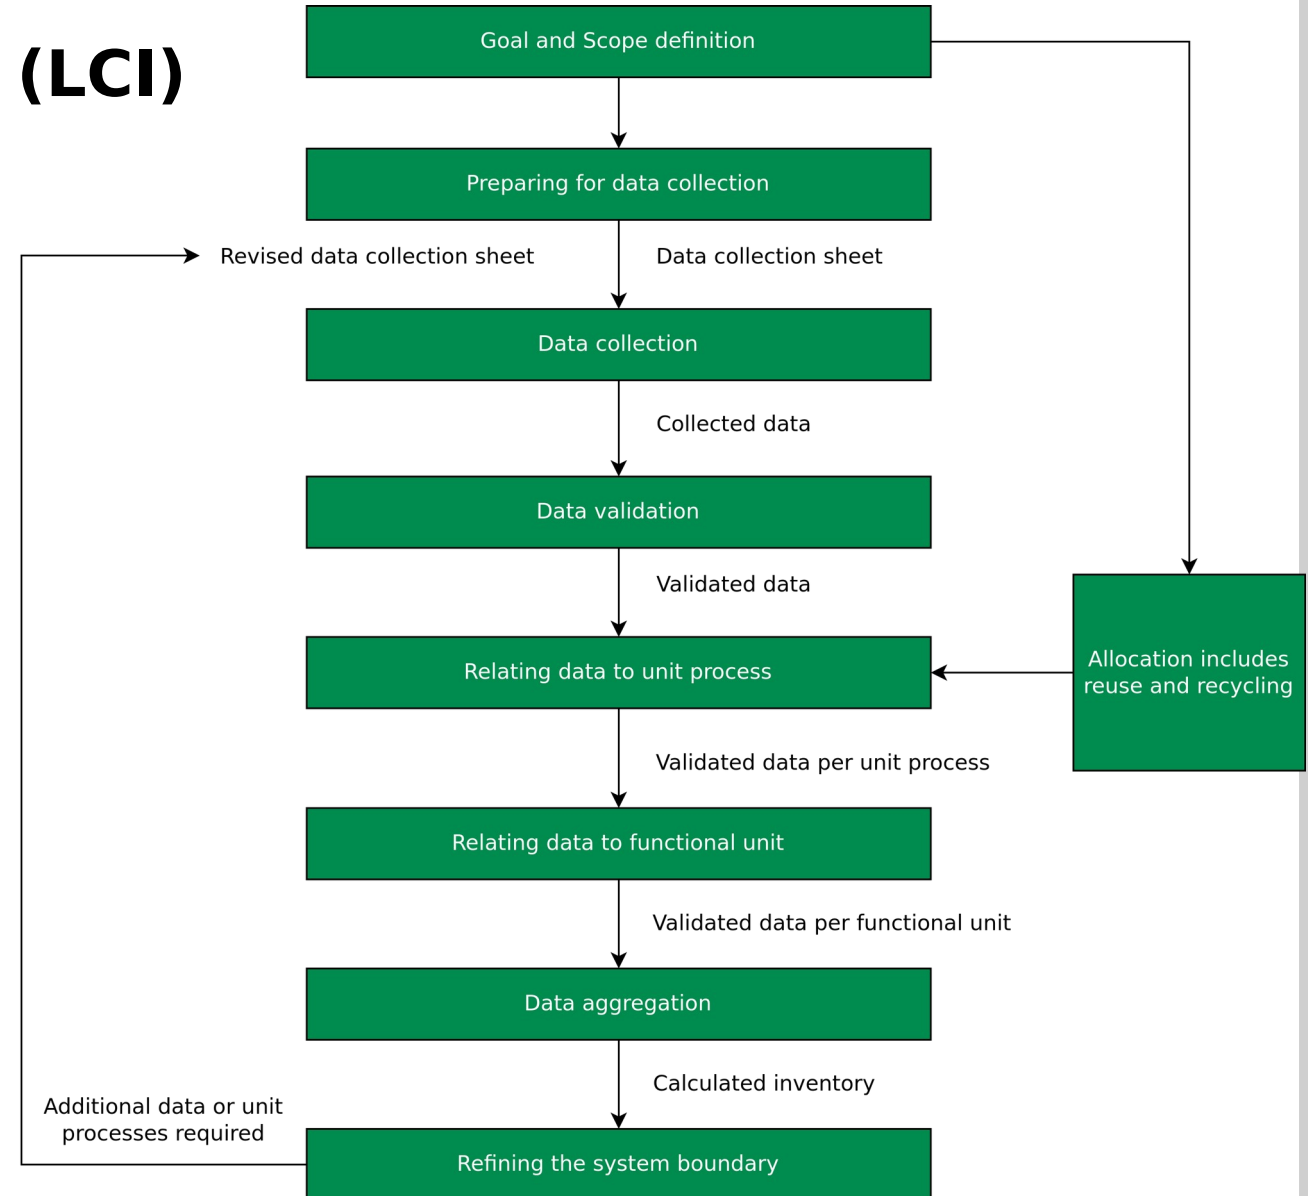 (LCI)
Goal and Scope definition
Preparing for data collection
Revised data collection sheet
Data collection sheet
Data collection
Collected data
Data validation
Validated data
Relating data to unit process
Allocation includes
reuse and recycling
Validated data per unit process
Relating data to functional unit
Validated data per functional unit
Data aggregation
Calculated inventory
Additional data or unit
processes required
Refining the system boundary